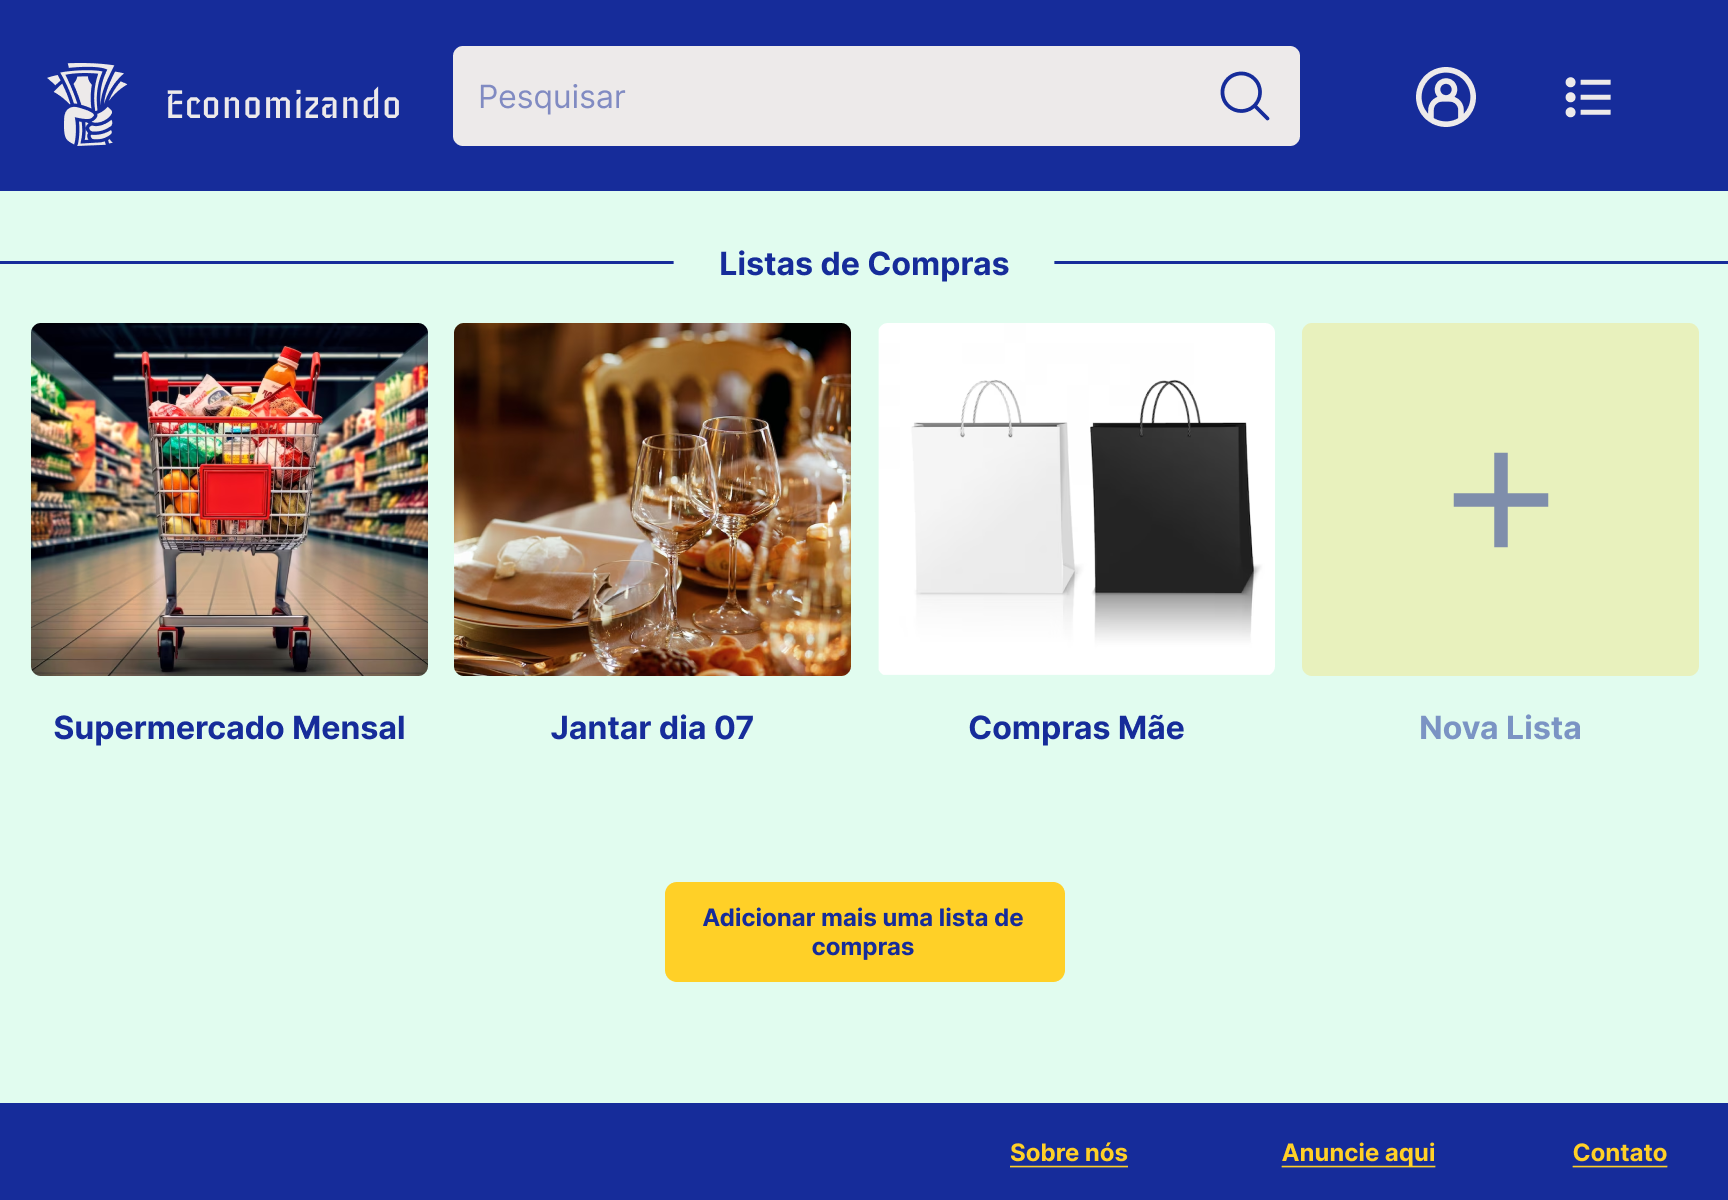 Economizando
Pesquisar
Listas de Compras
Supermercado Mensal
Jantar dia 07
Compras Mãe
Nova Lista
Adicionar mais uma lista de
compras
Sobre nós
Anuncie aqui
Contato